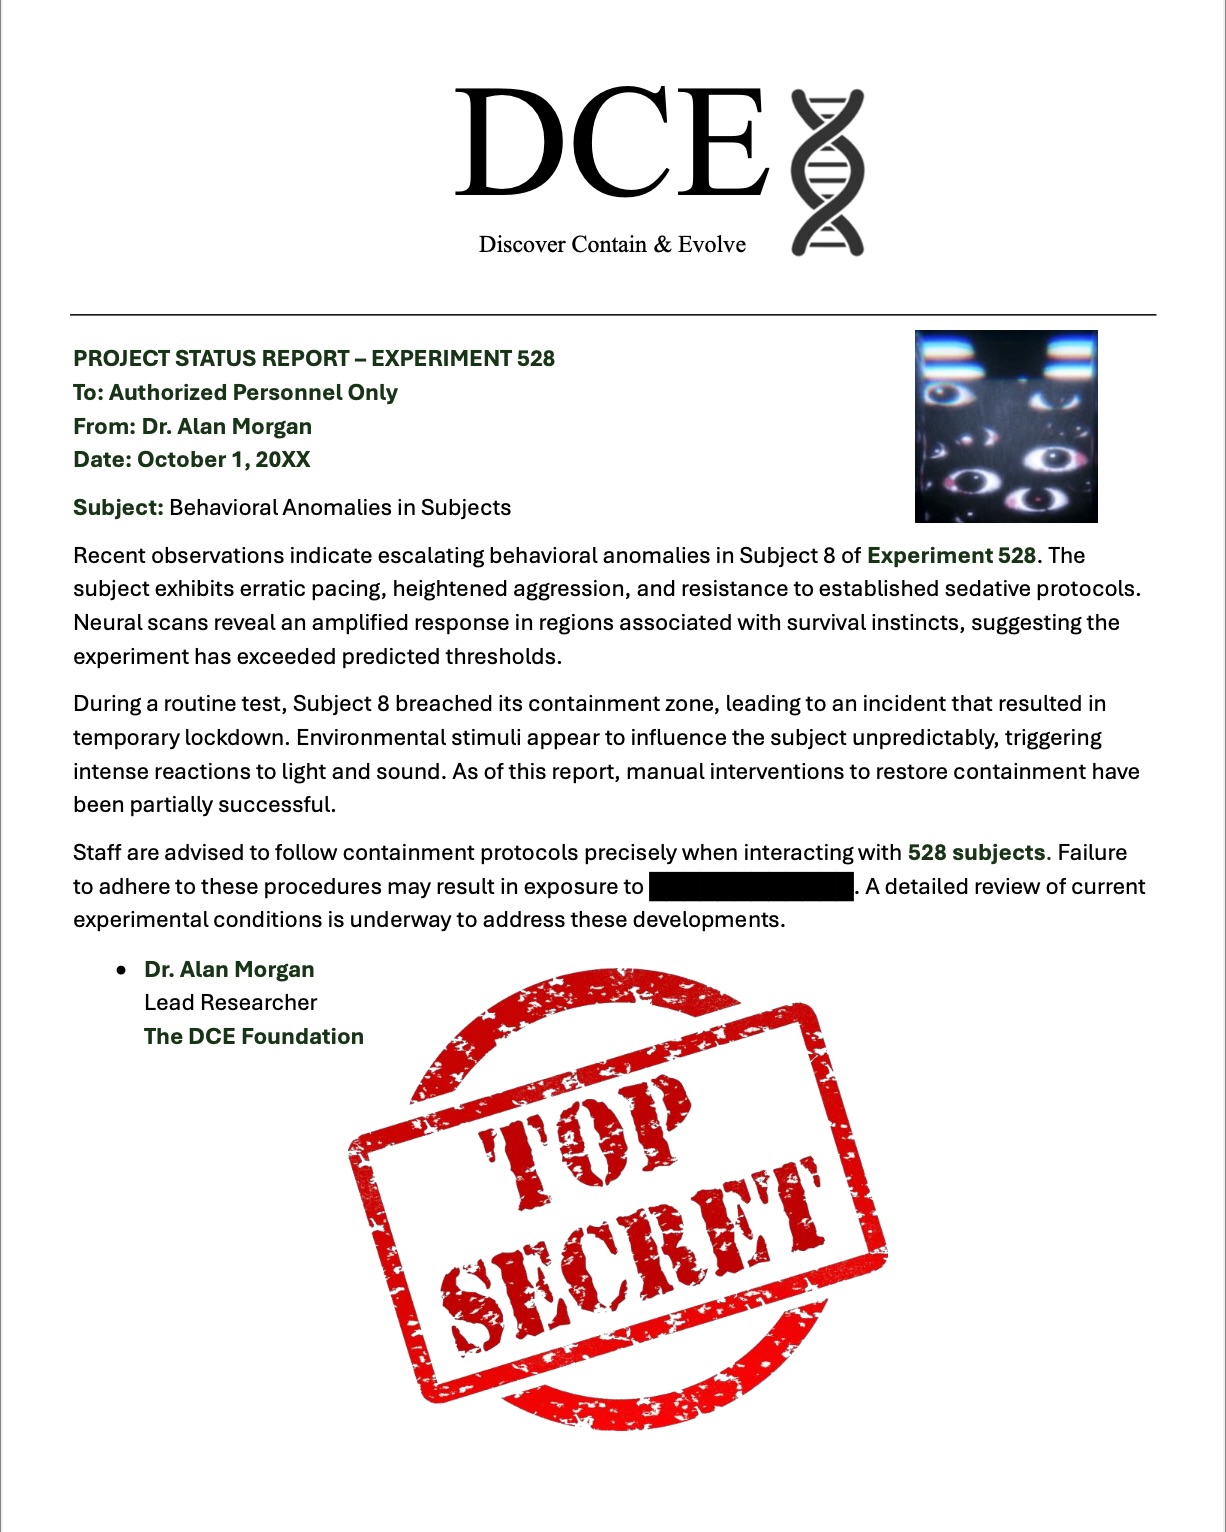 DCE
Discover Contain & Evolve
PROJECT STATUS REPORT – EXPERIMENT 528
To: Authorized Personnel Only
From: Dr. Alan Morgan
Date: October 1, 20XX
Subject: Behavioral Anomalies in Subjects
Recent observations indicate escalating behavioral anomalies in Subject 8 of Experiment 528. The
subject exhibits erratic pacing, heightened aggression, and resistance to established sedative protocols.
Neural scans reveal an amplified response in regions associated with survival instincts, suggesting the
experiment has exceeded predicted thresholds.
During a routine test, Subject 8 breached its containment zone, leading to an incident that resulted in
temporary lockdown. Environmental stimuli appear to influence the subject unpredictably, triggering
intense reactions to light and sound. As of this report, manual interventions to restore containment have
been partially successful.
Staff are advised to follow containment protocols precisely when interacting with 528 subjects. Failure
to adhere to these procedures may result in exposure to . A detailed review of current
experimental conditions is underway to address these developments.
• Dr. Alan Morgan
Lead Researcher
The DCE Foundation
TOP
SECRET